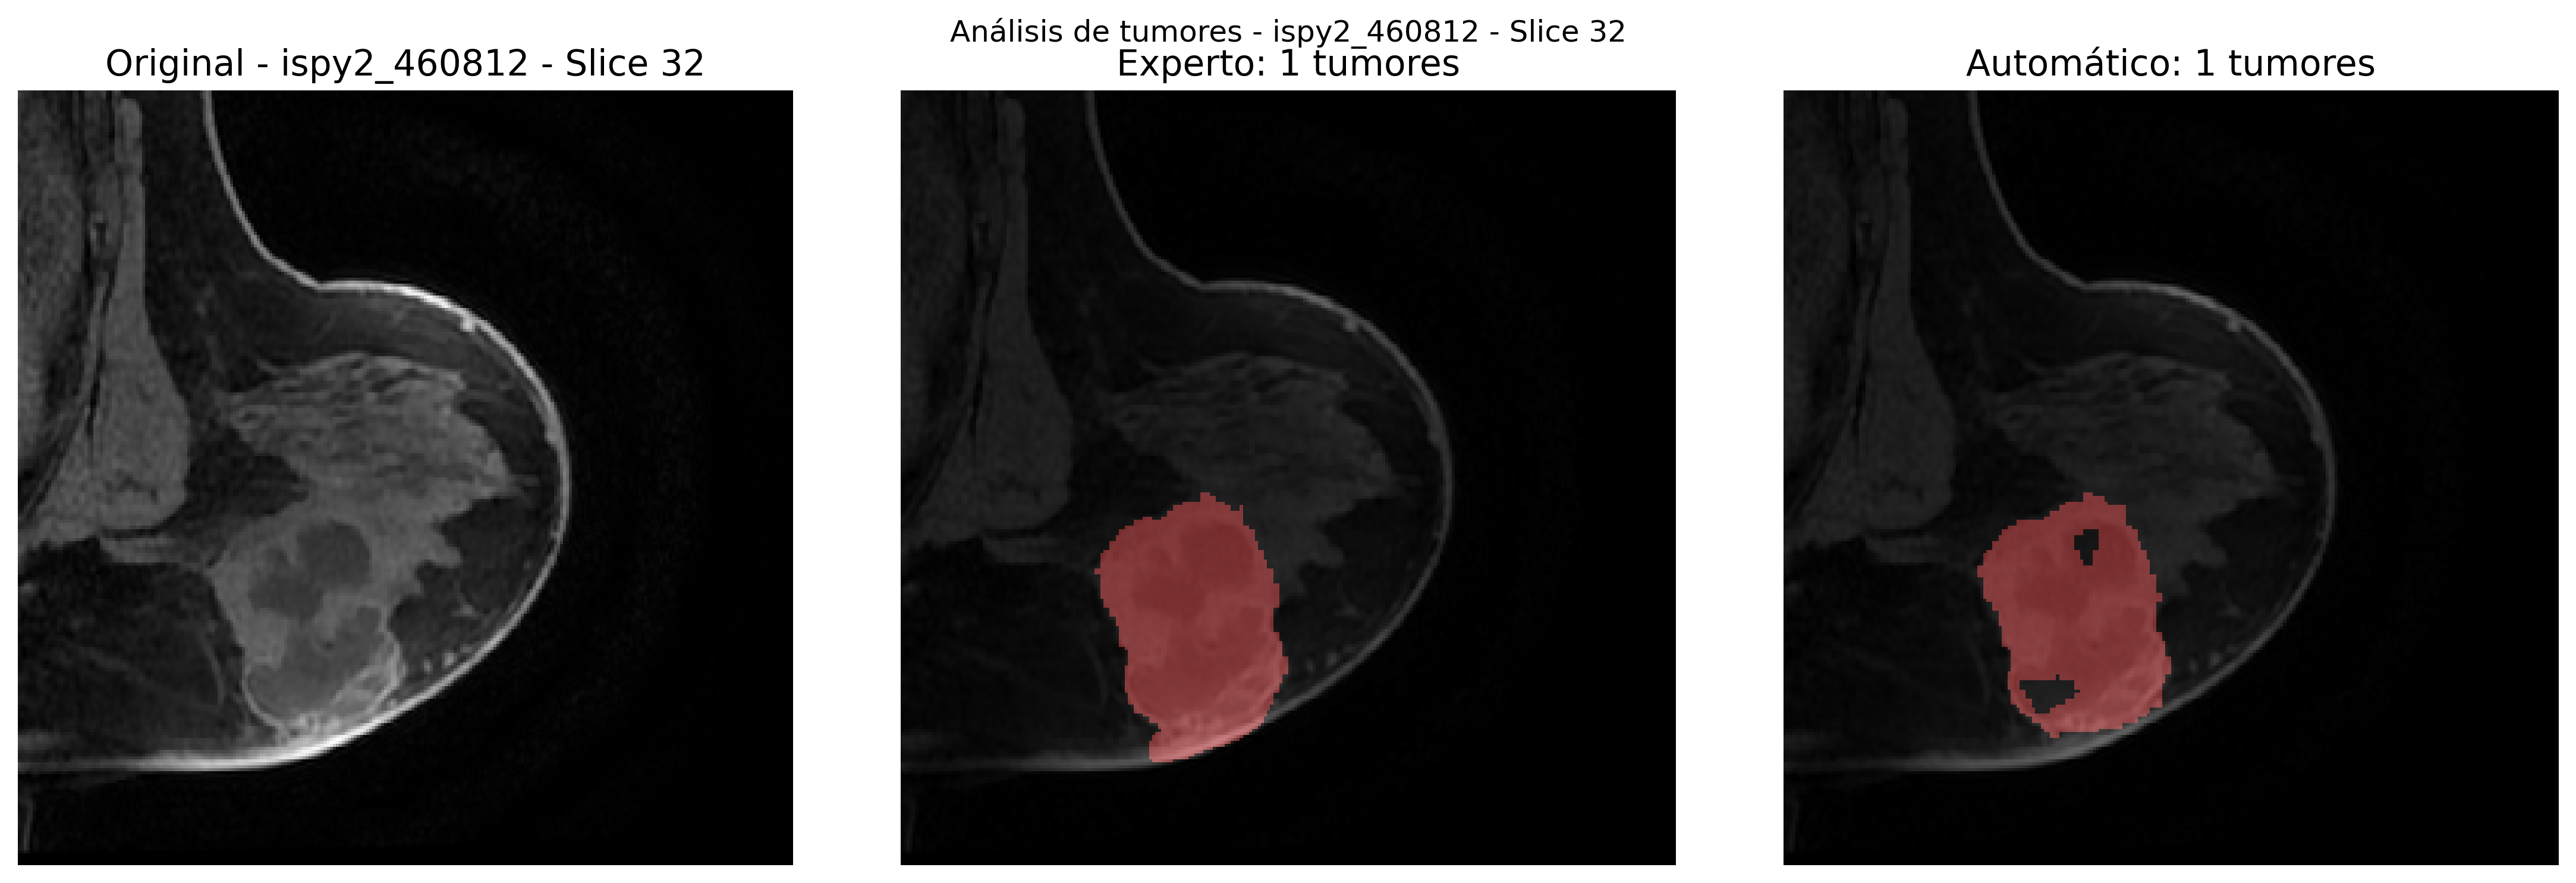 Análisis de tumores - ispy2_460812 - Slice 32
Original - ispy2_460812 - Slice 32
Experto: 1 tumores
Automático: 1 tumores